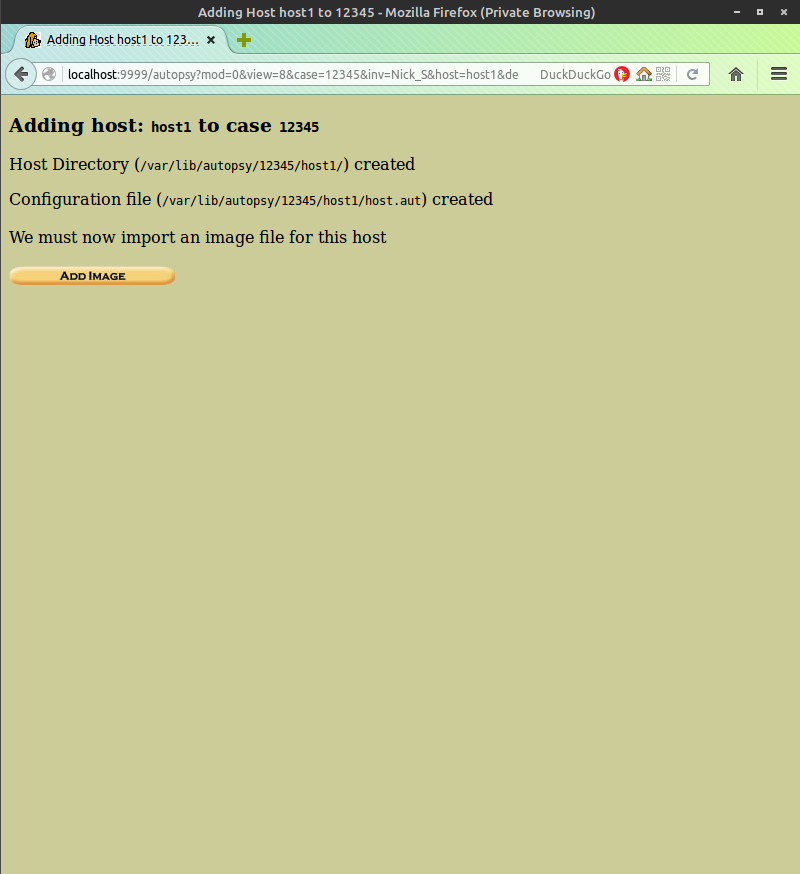 Adding Host host1 to 12345 - Mozilla Firefox (Private Browsing)
Adding Host host1 to 123...
localhost:9999/autopsy?mod=0&view=8&case=12345&inv=Nick_S&host=host1&de DuckDuckGo
Adding host: host1 to case 12345
Host Directory (/var/lib/autopsy/12345/host1/) created
Configuration file (/var/lib/autopsy/12345/host1/host.aut) created
We must now import an image file for this host
ADD IMAGE